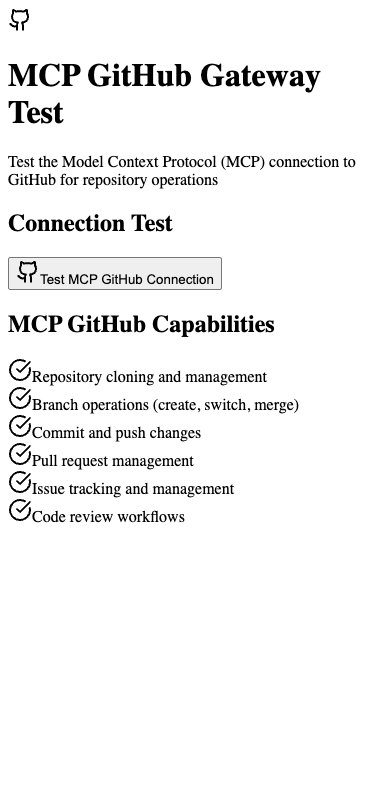 MCP GitHub Gateway
Test
Test the Model Context Protocol (MCP) connection to
GitHub for repository operations
Connection Test
Test MCP GitHub Connection
MCP GitHub Capabilities
Repository cloning and management
Branch operations (create, switch, merge)
Commit and push changes
Pull request management
Issue tracking and management
Code review workflows